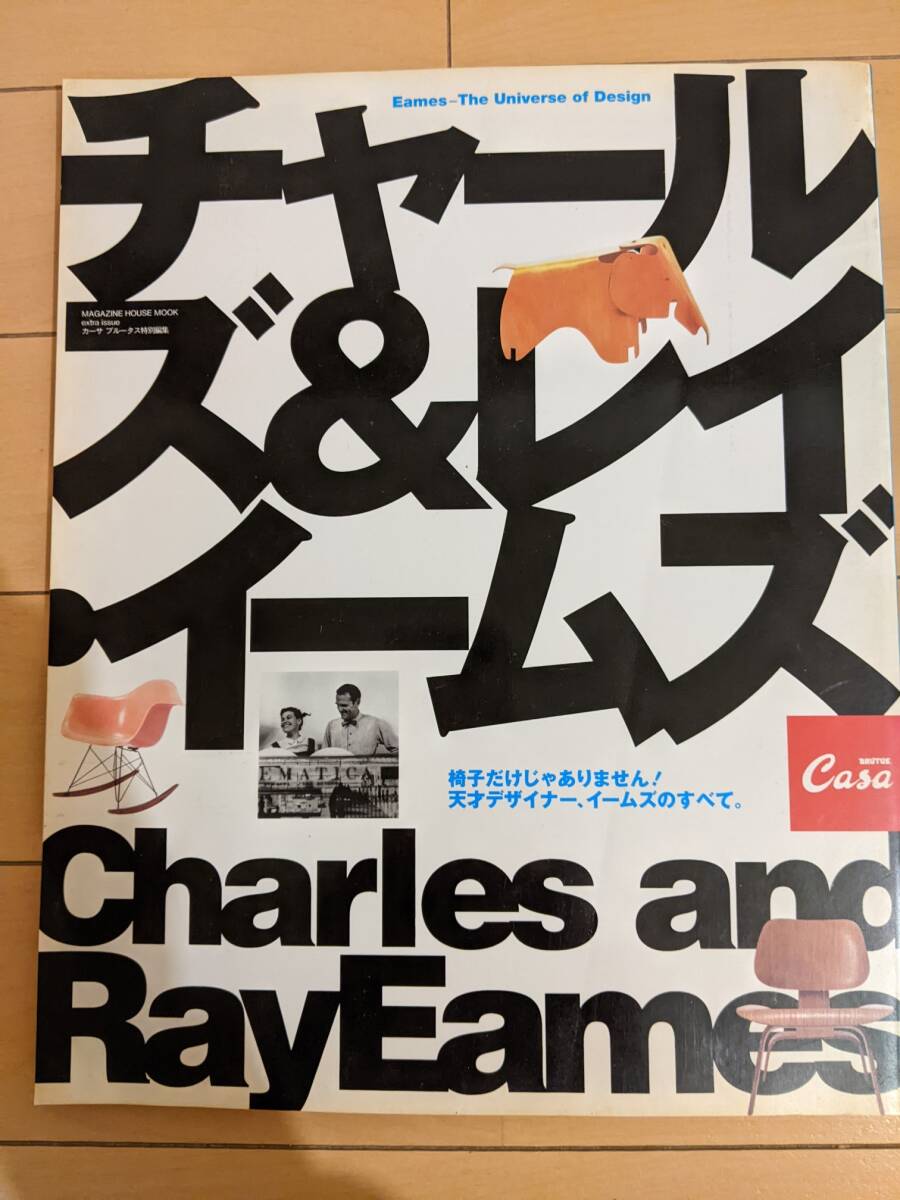 Eames–The Universe of Design
チャール
ズ&レイ
・イームズ
MAGAZINE HOUSE MOOK
extra issue
カーサ ブルータス特別編集
EMATICA
椅子だけじゃありません!
天才デザイナー、イームズのすべて。
BRUTUS
Casa
Charles and
Ray Eames